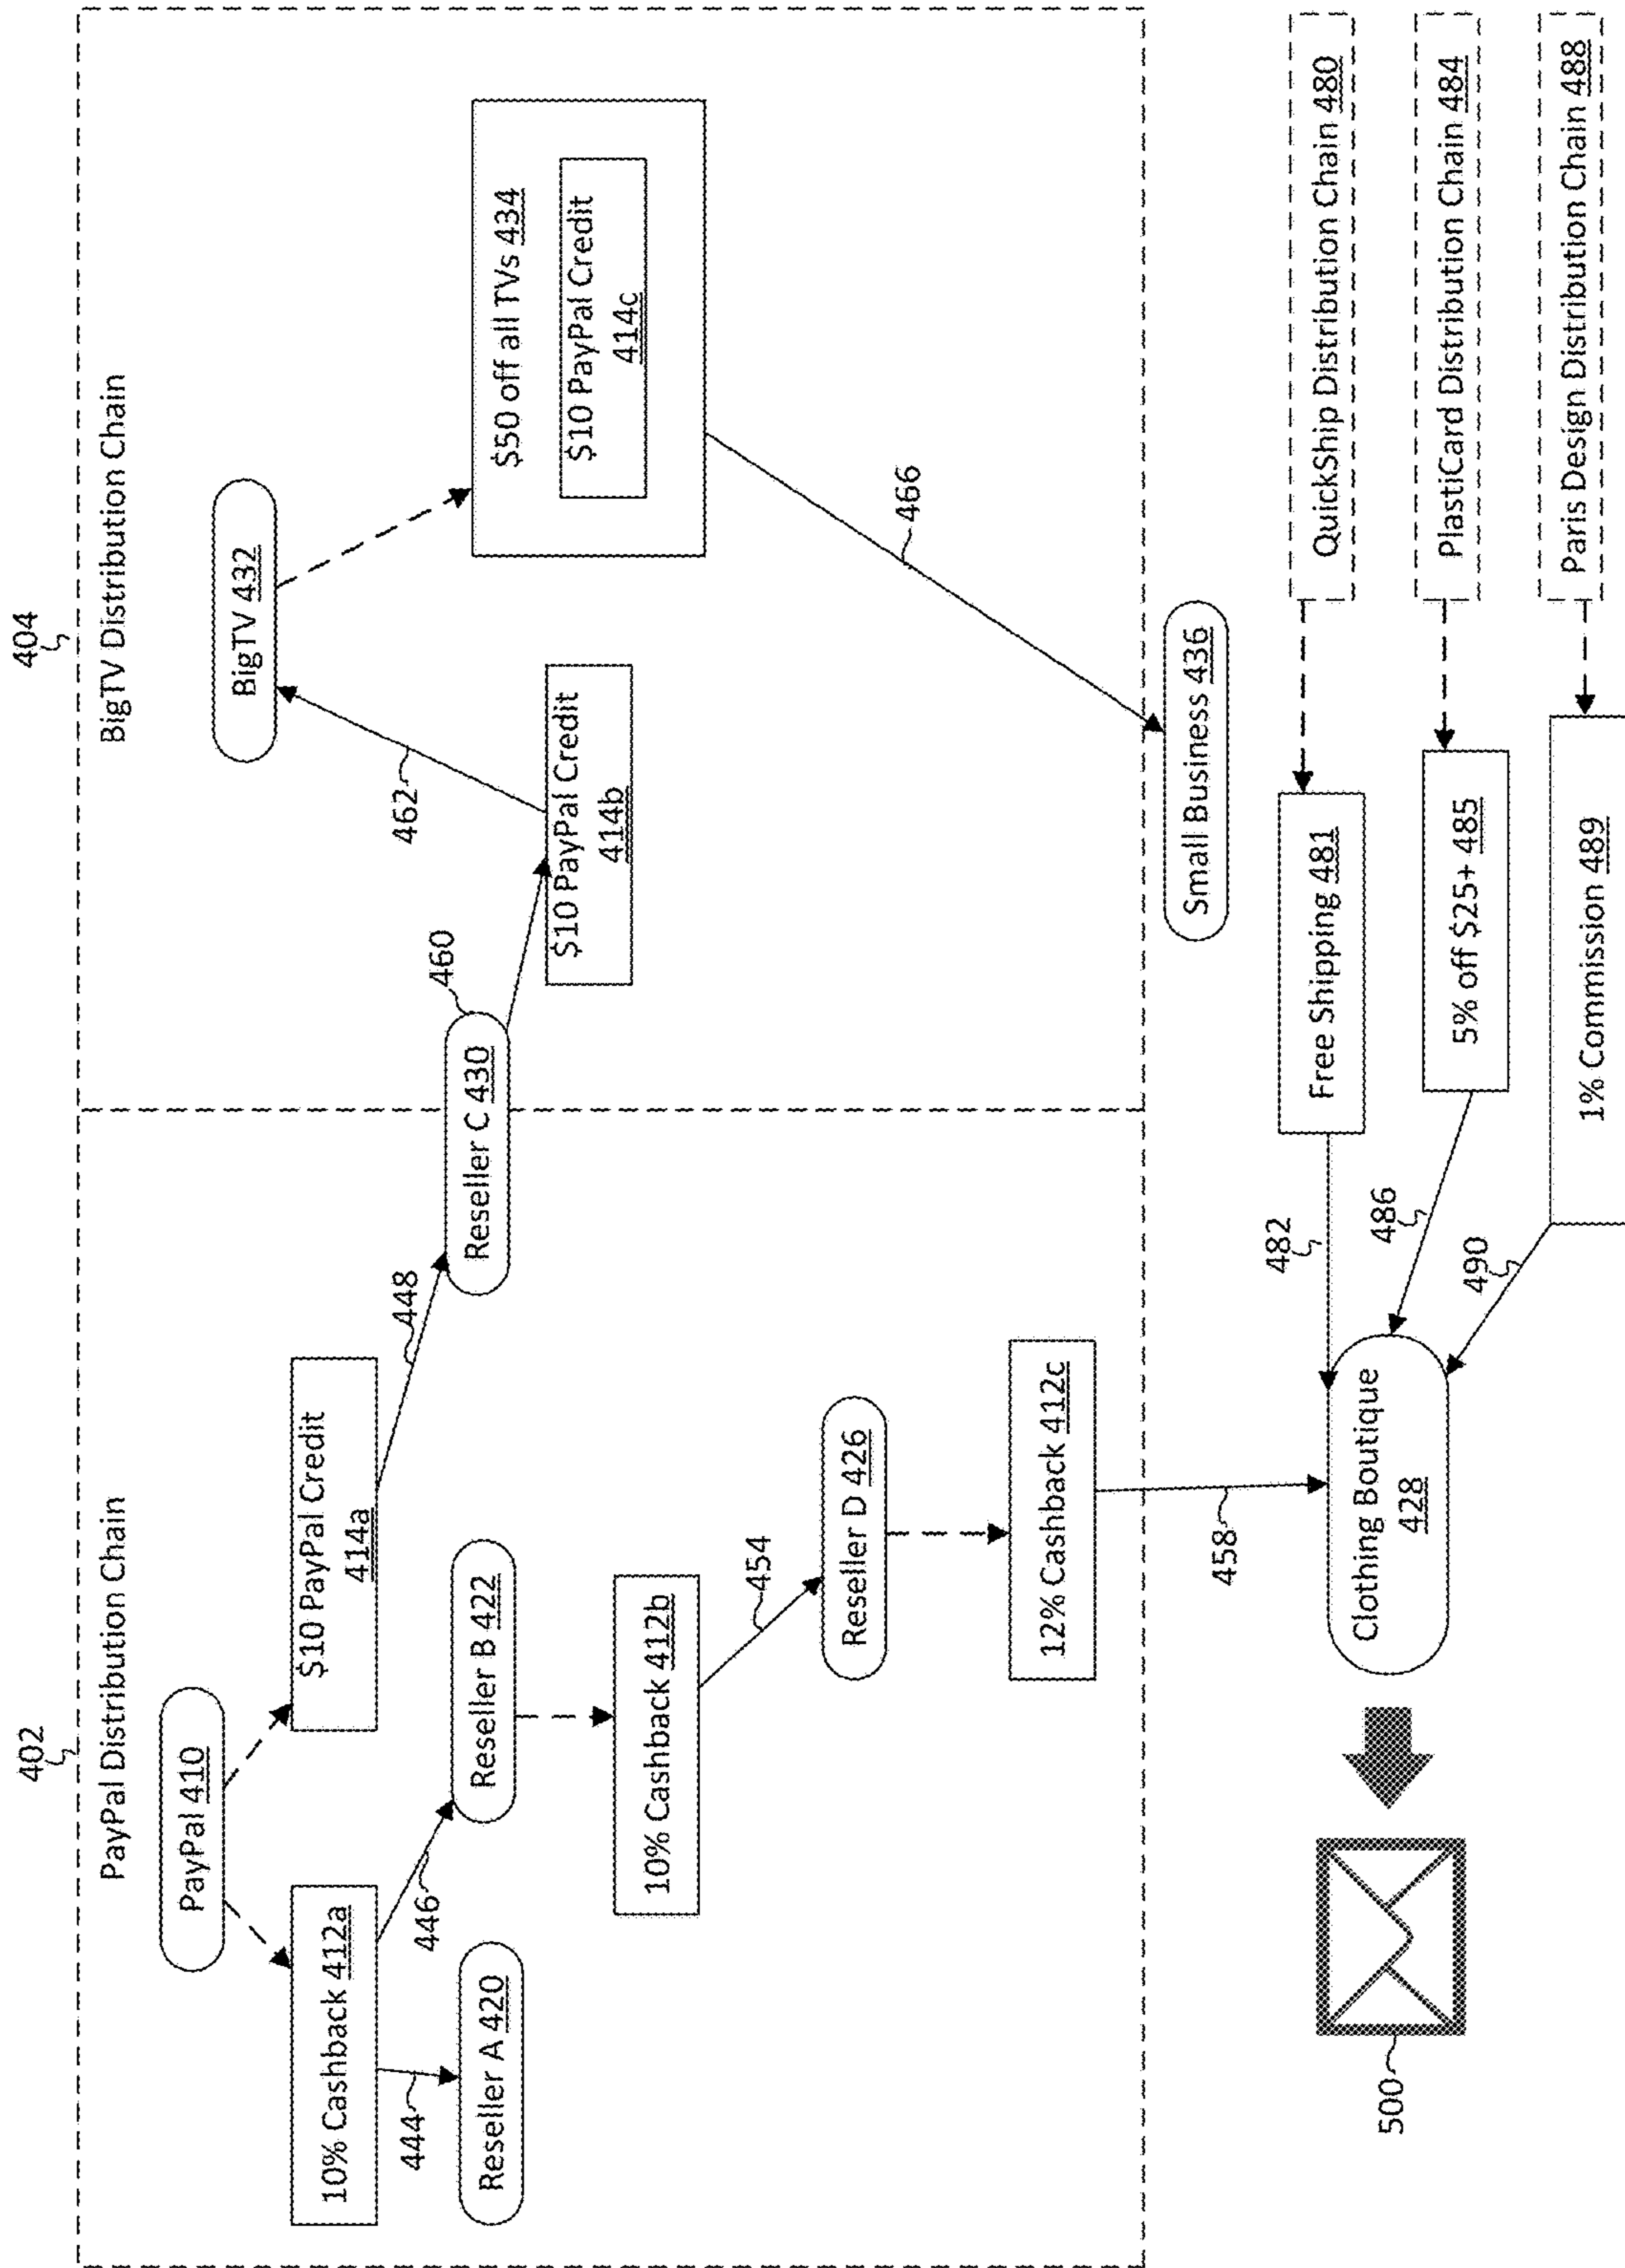 402
404
PayPal Distribution Chain
BigTV Distribution Chain
PayPal 410
BigTV 432
10% Cashback 412a
$10 PayPal Credit
414a
444
446
448
462
Reseller A 420
Reseller B 422
Reseller C 430
460
$10 PayPal Credit
414b
$50 off all TVs 434
$10 PayPal Credit
414c
10% Cashback 412b
454
466
Reseller D 426
12% Cashback 412c
458
Small Business 436
500
Clothing Boutique
428
482
Free Shipping 481
QuickShip Distribution Chain 480
486
5% off $25+ 485
PlastiCard Distribution Chain 484
490
1% Commission 489
Paris Design Distribution Chain 488